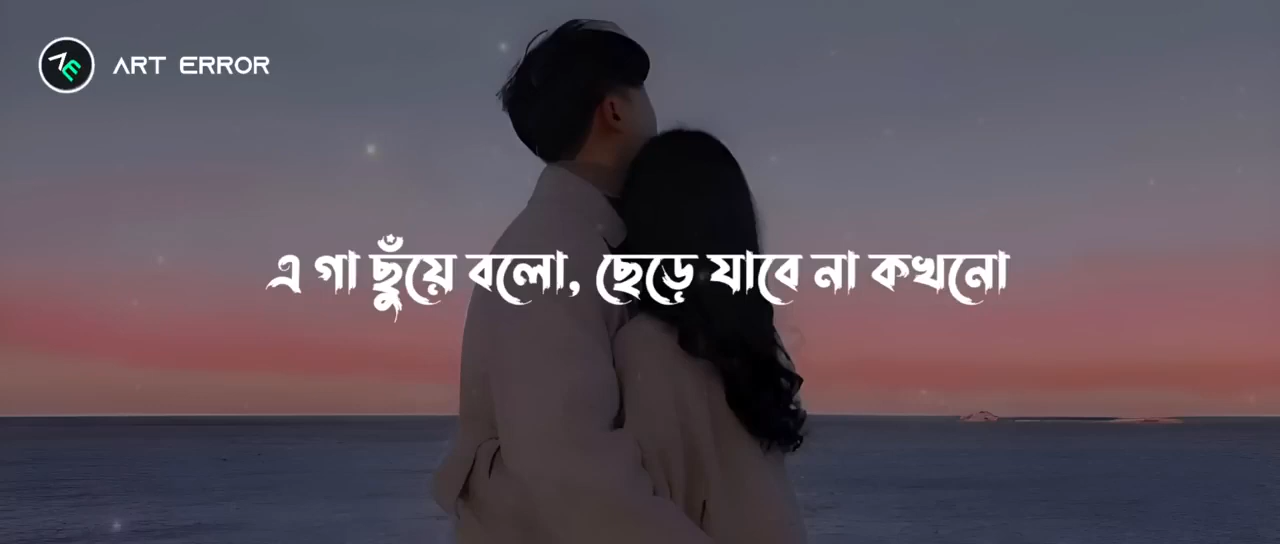 ART ERROR
এ গা ছুঁয়ে বলো, ছেড়ে যাবে না কখনো